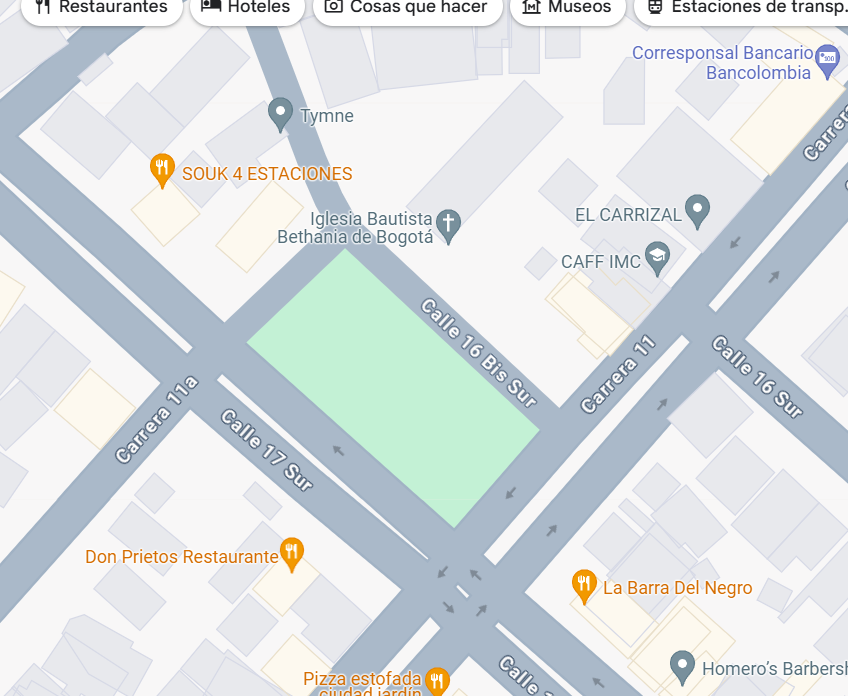 Restaurantes
Hoteles
Cosas que hacer
Museos
Estaciones de transp.
Corresponsal Bancario
Bancolombia
Tymne
Carrera
SOUK 4 ESTACIONES
Iglesia Bautista
Bethania de Bogotá
EL CARRIZAL
CAFF IMC
Calle 16 Bis Sur
Carrera 11
Calle 16 Sur
Carrera 11a
Calle 17 Sur
Don Prietos Restaurante
La Barra Del Negro
Homero's Barbersh
Calle 1
Pizza estofada
ciudad jardín